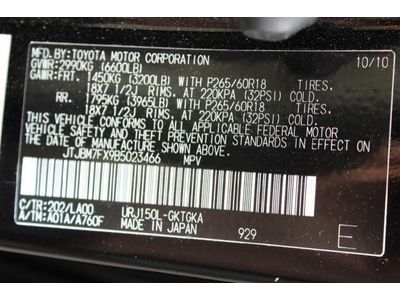 MFD.BY:TOYOTA MOTOR CORPORATION 10/10
GVWR:2990KG (6600LB)
GAWR:FRT. 1450KG (3200LB) WITH P265/60R18 TIRES.
18X7 1/2J RIMS. AT 220KPA (32PSI) COLD.
RR. 1795KG (3965LB) WITH P265/60R18 TIRES.
18X7 1/2J RIMS. AT 220KPA (32PSI) COLD.
THIS VEHICLE CONFORMS TO ALL APPLICABLE FEDERAL MOTOR
VEHICLE SAFETY STANDARDS IN EFFECT ON
THE DATE OF MANUFACTURE SHOWN ABOVE.
JTJBM7FX9B5023466 MPV
C/TR:202/LA00 URJ150L-GKTGKA
A/TM:A01A/A760F MADE IN JAPAN 929 E